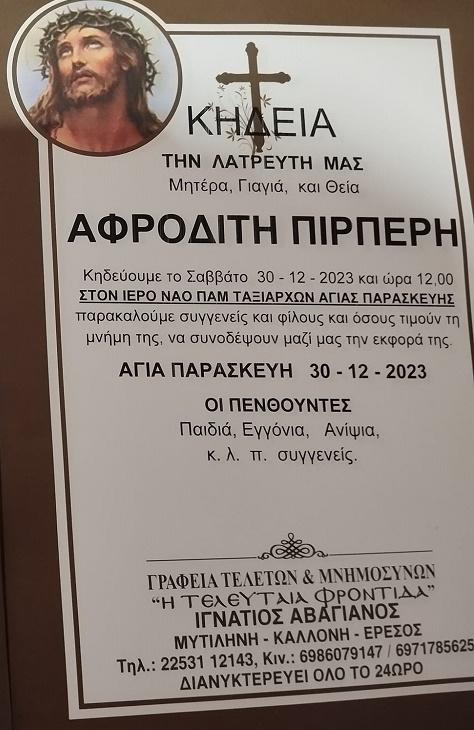 ΚΗΔΕΙΑ
ΤΗΝ ΛΑΤΡΕΥΤΗ ΜΑΣ
Μητέρα, Γιαγιά, και Θεία
ΑΦΡΟΔΙΤΗ ΠΙΡΠΕΡΗ
Κηδεύουμε το Σαββάτο 30 - 12 - 2023 και ώρα 12,00
ΣΤΟΝ ΙΕΡΟ ΝΑΟ ΠΑΜ ΤΑΞΙΑΡΧΩΝ ΑΓΙΑΣ ΠΑΡΑΣΚΕΥΗΣ
παρακαλούμε συγγενείς και φίλους και όσους τιμούν τη
μνήμη της, να συνοδέψουν μαζί μας την εκφορά της.
ΑΓΙΑ ΠΑΡΑΣΚΕΥΗ 30 - 12 - 2023
ΟΙ ΠΕΝΘΟΥΝΤΕΣ
Παιδιά, Εγγόνια, Ανίψια,
κ. λ. π. συγγενείς.
ΓΡΑΦΕΙΑ ΤΕΛΕΤΩΝ & ΜΝΗΜΟΣΥΝΩΝ
“Η ΤΕΛΕΥΤΑΙΑ ΦΡΟΝΤΙΔΑ”
ΙΓΝΑΤΙΟΣ ΑΒΑΓΙΑΝΟΣ
ΜΥΤΙΛΗΝΗ - ΚΑΛΛΟΝΗ - ΕΡΕΣΟΣ
Τηλ.: 22531 12143, Κιν.: 6986079147 / 6971785625
ΔΙΑΝΥΚΤΕΡΕΥΕΙ ΟΛΟ ΤΟ 24ΩΡΟ